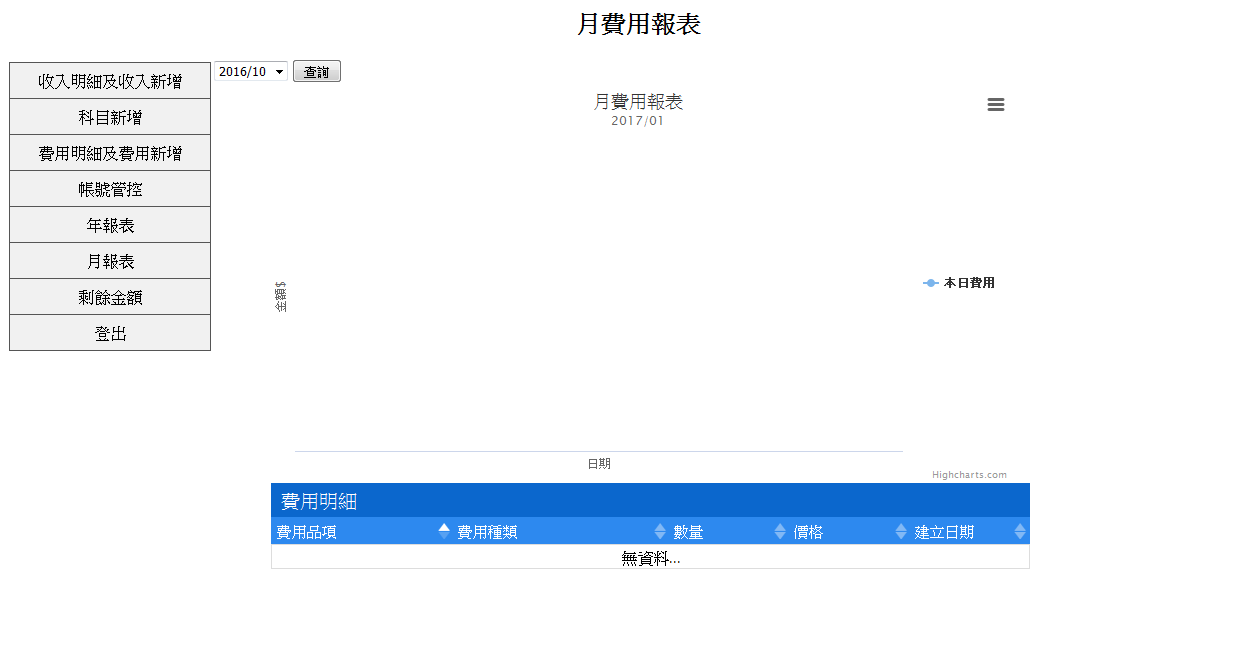 月費用報表
收入明細及收入新增
科目新增
費用明細及費用新增
帳號管控
年報表
月報表
剩餘金額
登出
2016/10 查詢
月費用報表
2017/01
金額$
本日費用
日期
Highcharts.com
費用明細
費用品項 費用種類 數量 價格 建立日期
無資料...